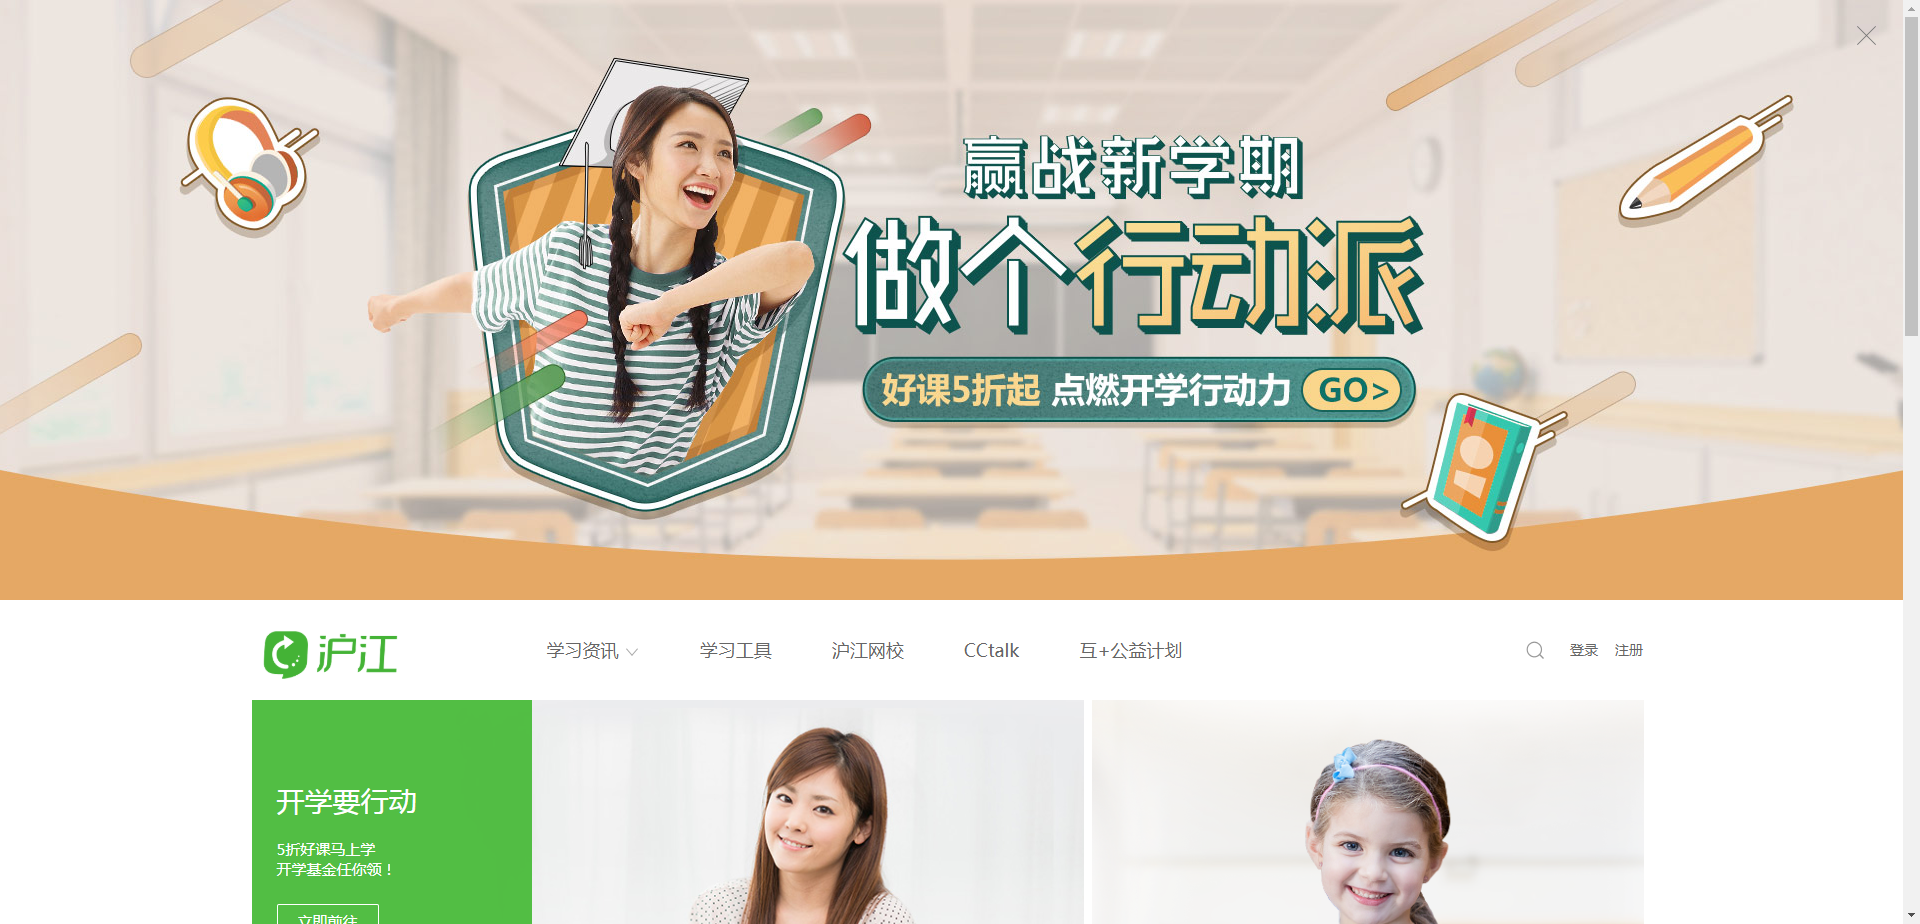 赢战新学期
做个行动派
好课5折起 点燃开学行动力 GO>
沪江
学习资讯 学习工具 沪江网校 CCtalk 互+公益计划 登录 注册
开学要行动
5折好课马上学
开学基金任你领！
立即前往